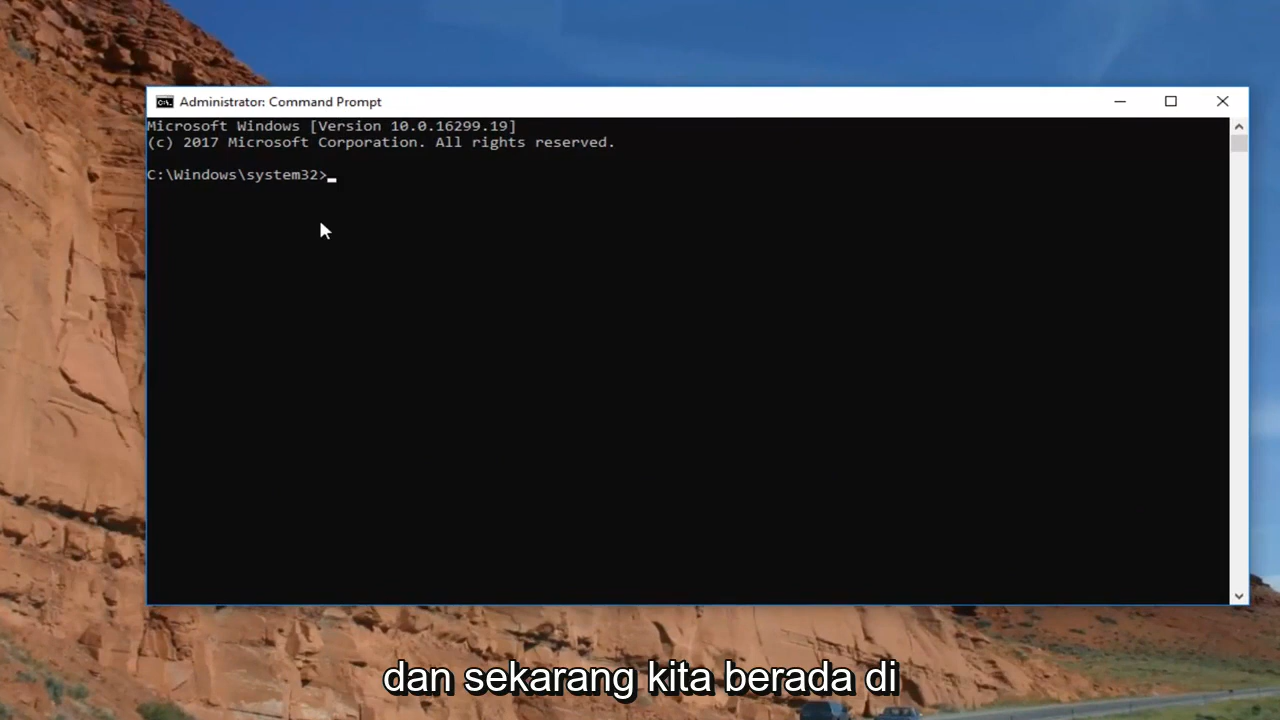 Administrator: Command Prompt
Microsoft Windows [Version 10.0.16299.19]
(c) 2017 Microsoft Corporation. All rights reserved.
C:\Windows\system32>
dan sekarang kita berada di